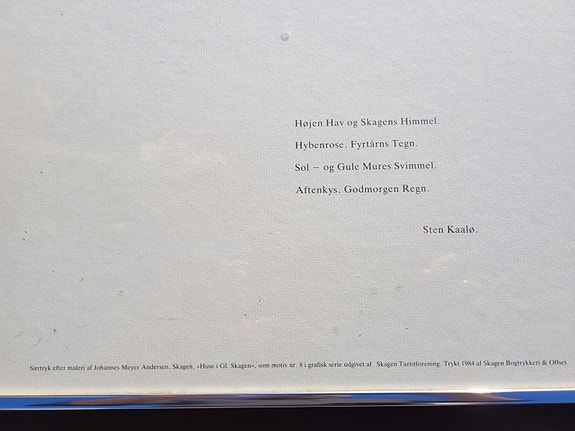 Højen Hav og Skagens Himmel.
Hybenrose. Fyrtårns Tegn.
Sol – og Gule Mures Svimmel.
Aftenkys. Godmorgen Regn.
Sten Kaalø.
Særtryk efter maleri af Johannes Meyer Andersen, Skagen, »Huse i Gl. Skagen«, som motiv nr. 8 i grafisk serie udgivet af Skagen Turistforening. Trykt 1984 af Skagen Bogtrykkeri & Offset.